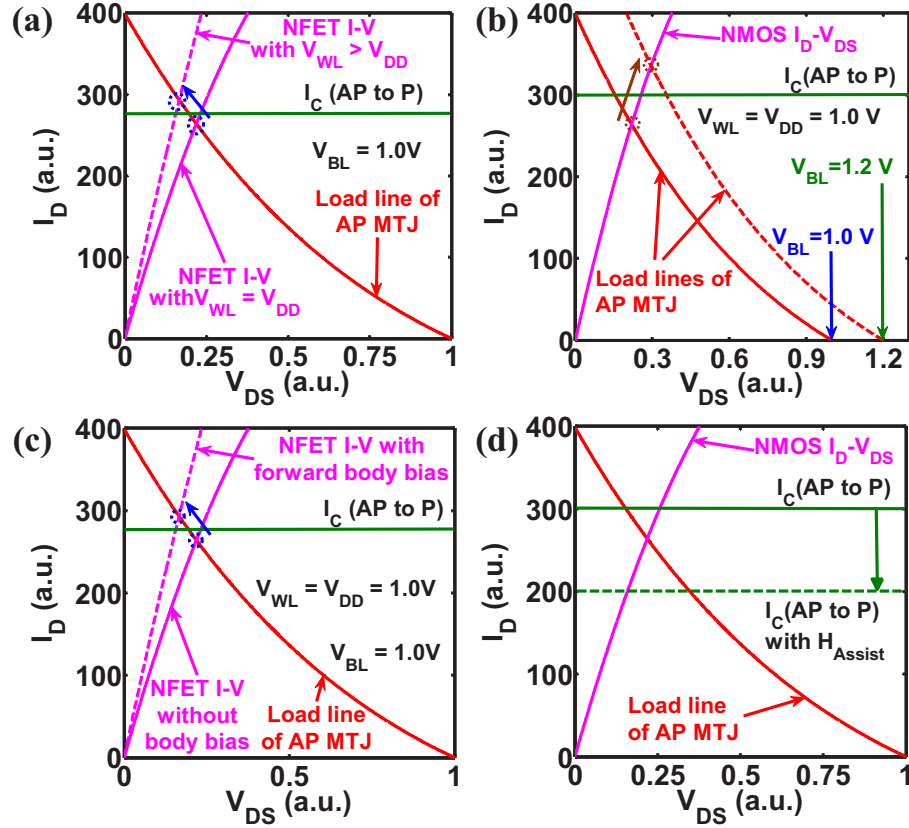 (a)
400
300
200
100
0
I_D (a.u.)
NFET I-V
with V_WL > V_DD
I_C (AP to P)
V_BL = 1.0V
Load line of
AP MTJ
NFET I-V
withV_WL = V_DD
0
0.25
0.5
0.75
1
V_DS (a.u.)
(b)
400
300
200
100
0
I_D (a.u.)
NMOS I_D-V_DS
I_C(AP to P)
V_WL = V_DD = 1.0 V
V_BL=1.2 V
V_BL=1.0 V
Load lines of
AP MTJ
0
0.3
0.6
0.9
1.2
V_DS (a.u.)
(c)
400
300
200
100
0
I_D (a.u.)
NFET I-V with
forward body bias
I_C (AP to P)
V_WL = V_DD = 1.0V
V_BL = 1.0V
NFET I-V
without
body bias
Load line
of AP MTJ
0
0.5
1
V_DS (a.u.)
(d)
400
300
200
100
0
I_D (a.u.)
NMOS I_D-V_DS
I_C(AP to P)
I_C(AP to P)
with H_Assist
Load line
of AP MTJ
0
0.25
0.5
0.75
1
V_DS (a.u.)